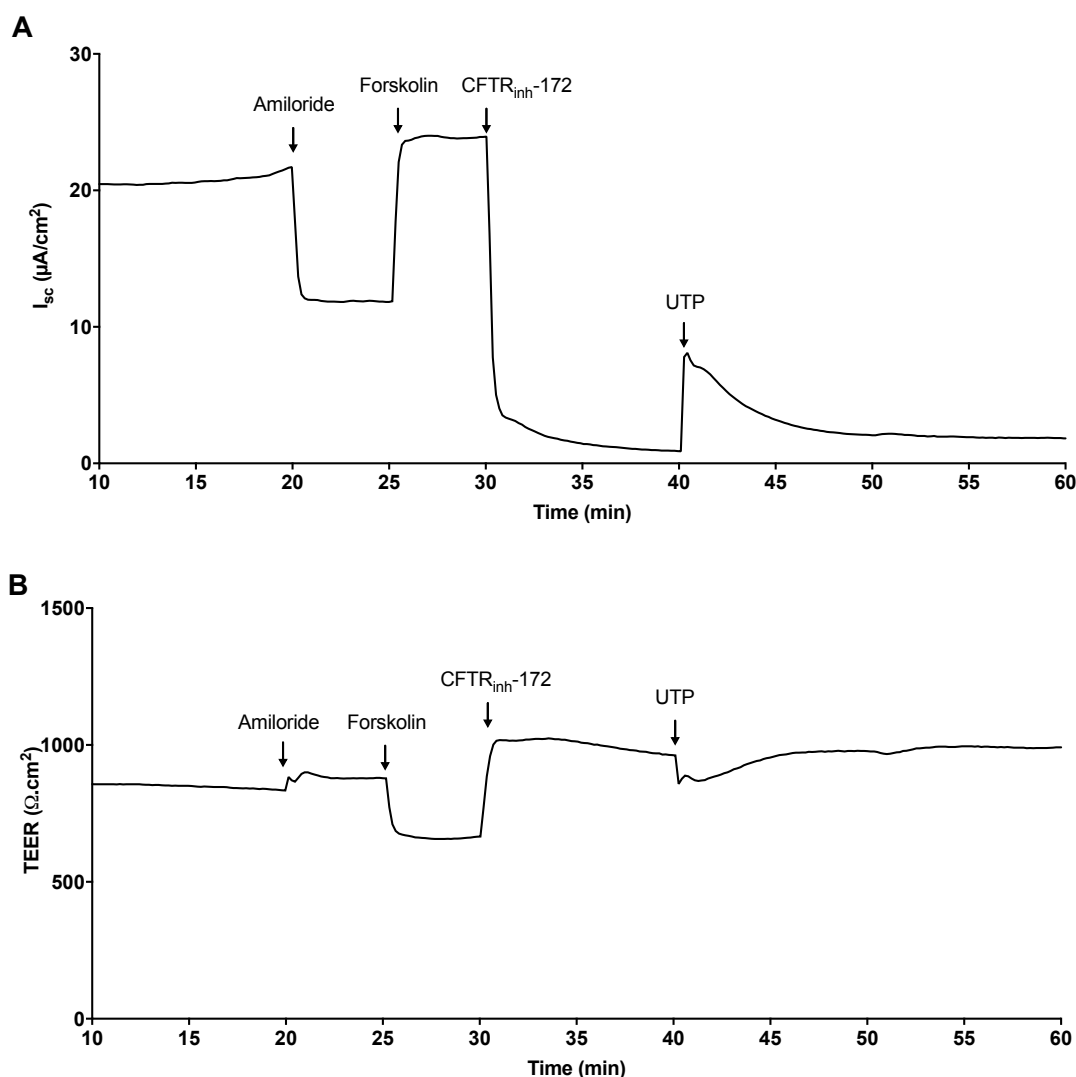 A
30
Forskolin CFTRinh-172
Amiloride
20
Isc (µA/cm2)
UTP
10
0
10 15 20 25 30 35 40 45 50 55 60
Time (min)
B
1500
CFTRinh-172
UTP
Amiloride Forskolin
1000
TEER (Ω.cm2)
500
0
10 15 20 25 30 35 40 45 50 55 60
Time (min)